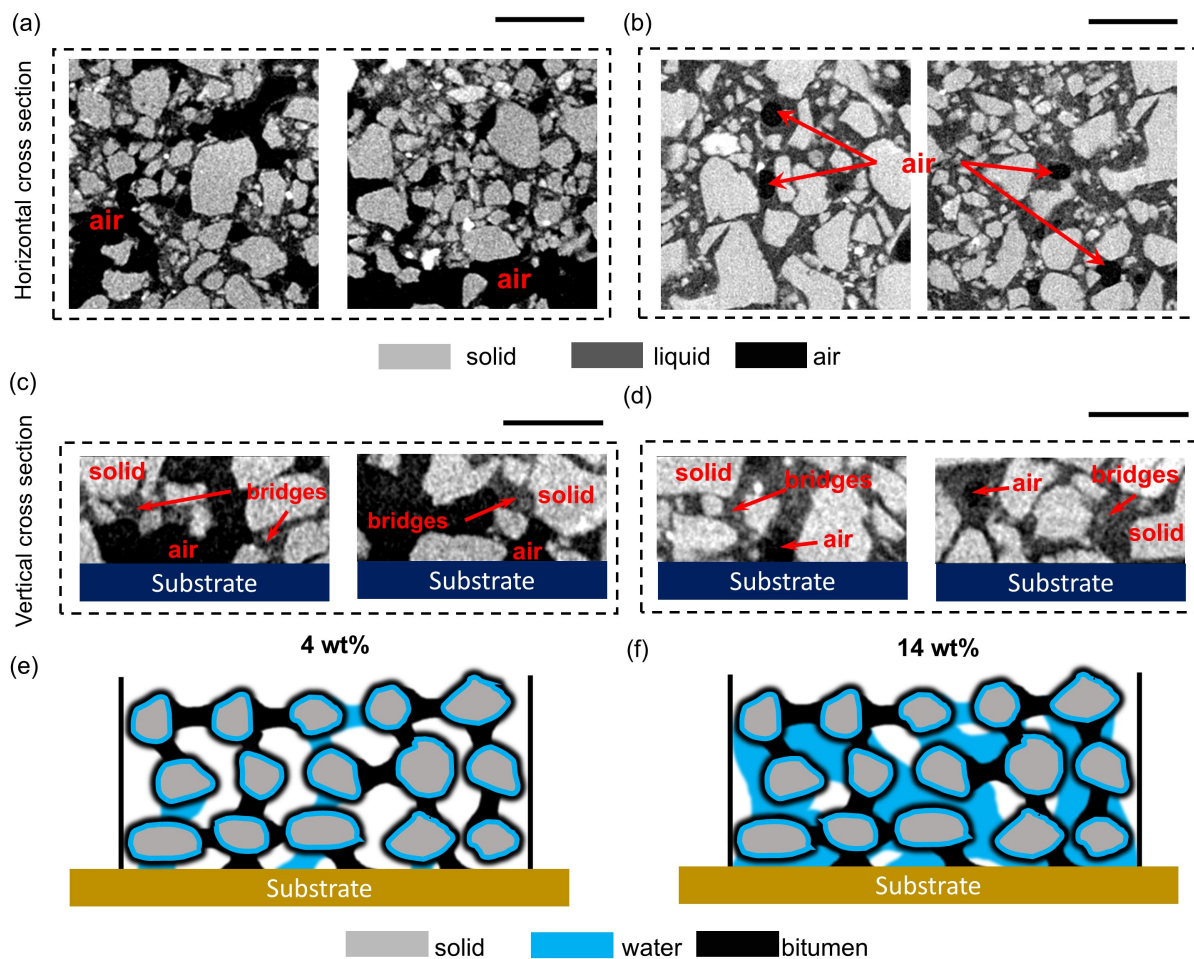 (a)
(b)
Horizontal cross section
air
air
air
solid
liquid
air
(c)
(d)
Vertical cross section
solid
bridges
air
Substrate
solid
bridges
air
Substrate
solid
bridges
air
Substrate
air
bridges
solid
Substrate
4 wt%
14 wt%
(e)
(f)
Substrate
Substrate
solid
water
bitumen